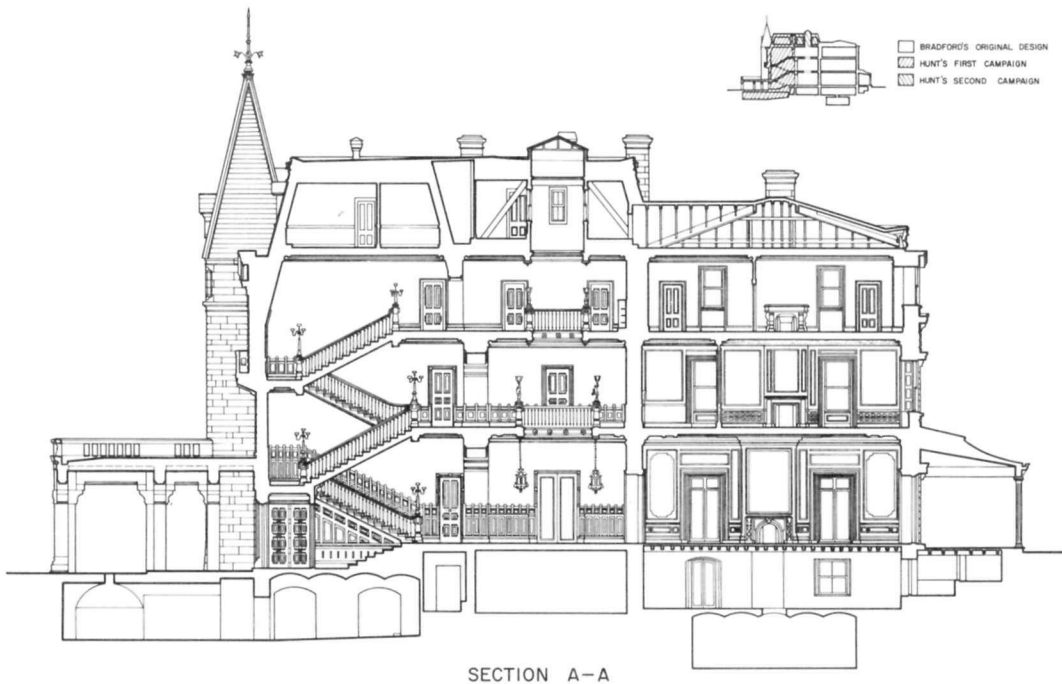 BRADFORD'S ORIGINAL DESIGN
HUNT'S FIRST CAMPAIGN
HUNT'S SECOND CAMPAIGN
SECTION A-A